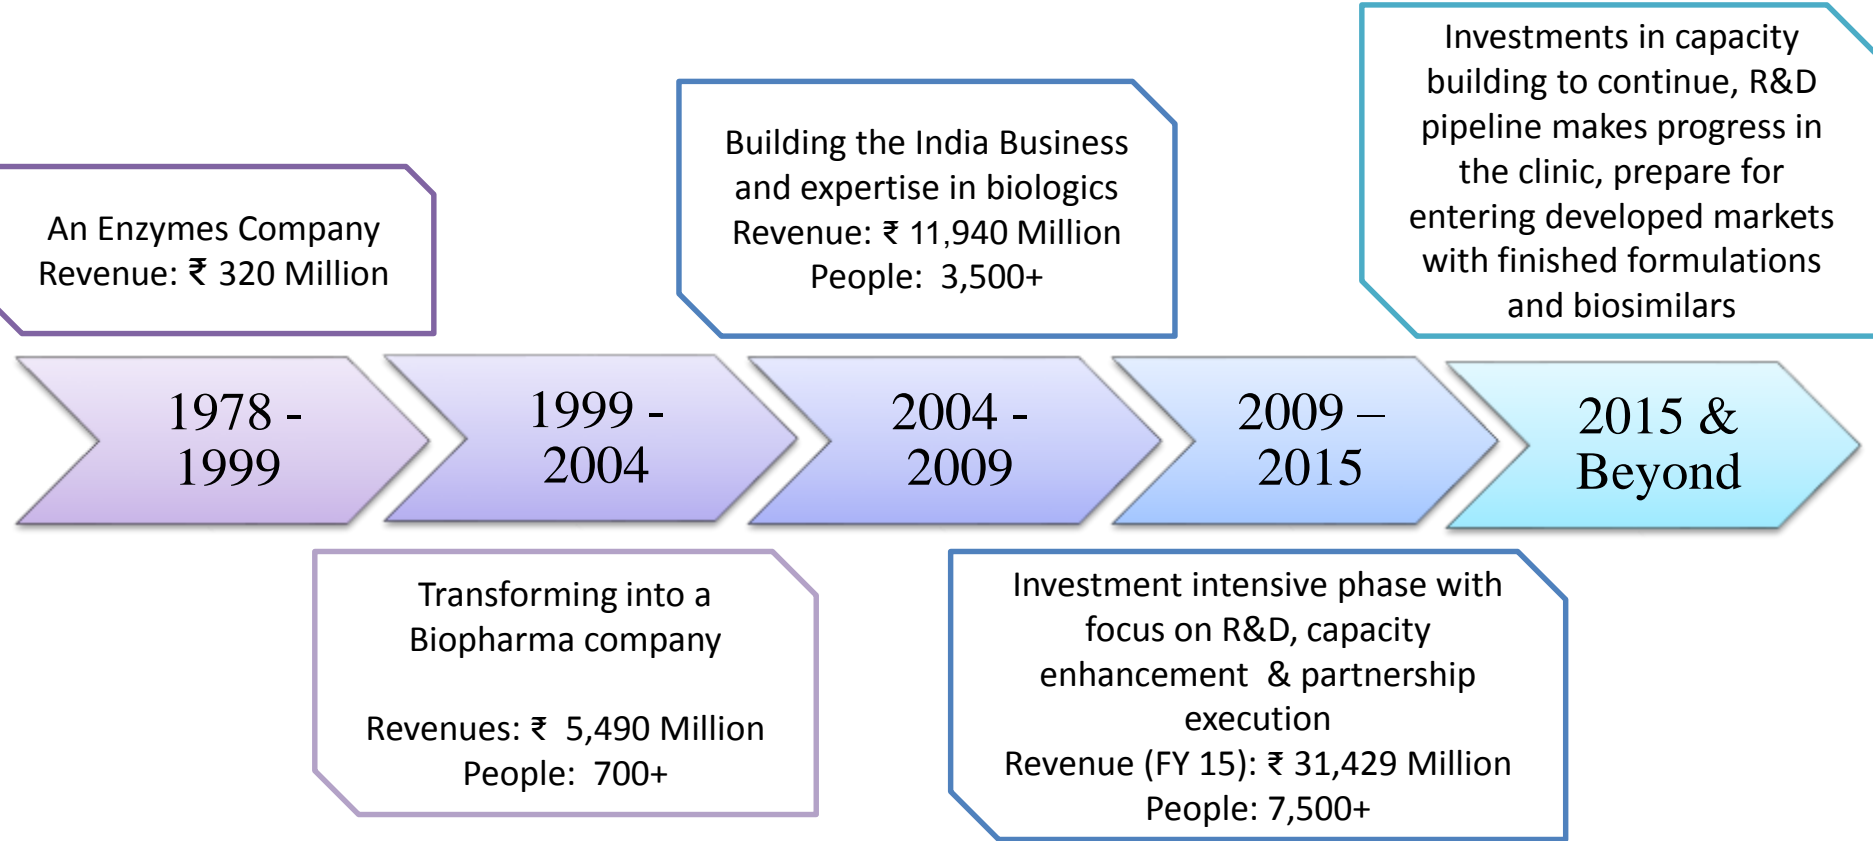 An Enzymes Company
Revenue: ₹ 320 Million
Building the India Business
and expertise in biologics
Revenue: ₹ 11,940 Million
People: 3,500+
Investments in capacity
building to continue, R&D
pipeline makes progress in
the clinic, prepare for
entering developed markets
with finished formulations
and biosimilars
1978 -
1999
1999 -
2004
2004 -
2009
2009 –
2015
2015 &
Beyond
Transforming into a
Biopharma company
Revenues: ₹ 5,490 Million
People: 700+
Investment intensive phase with
focus on R&D, capacity
enhancement & partnership
execution
Revenue (FY 15): ₹ 31,429 Million
People: 7,500+